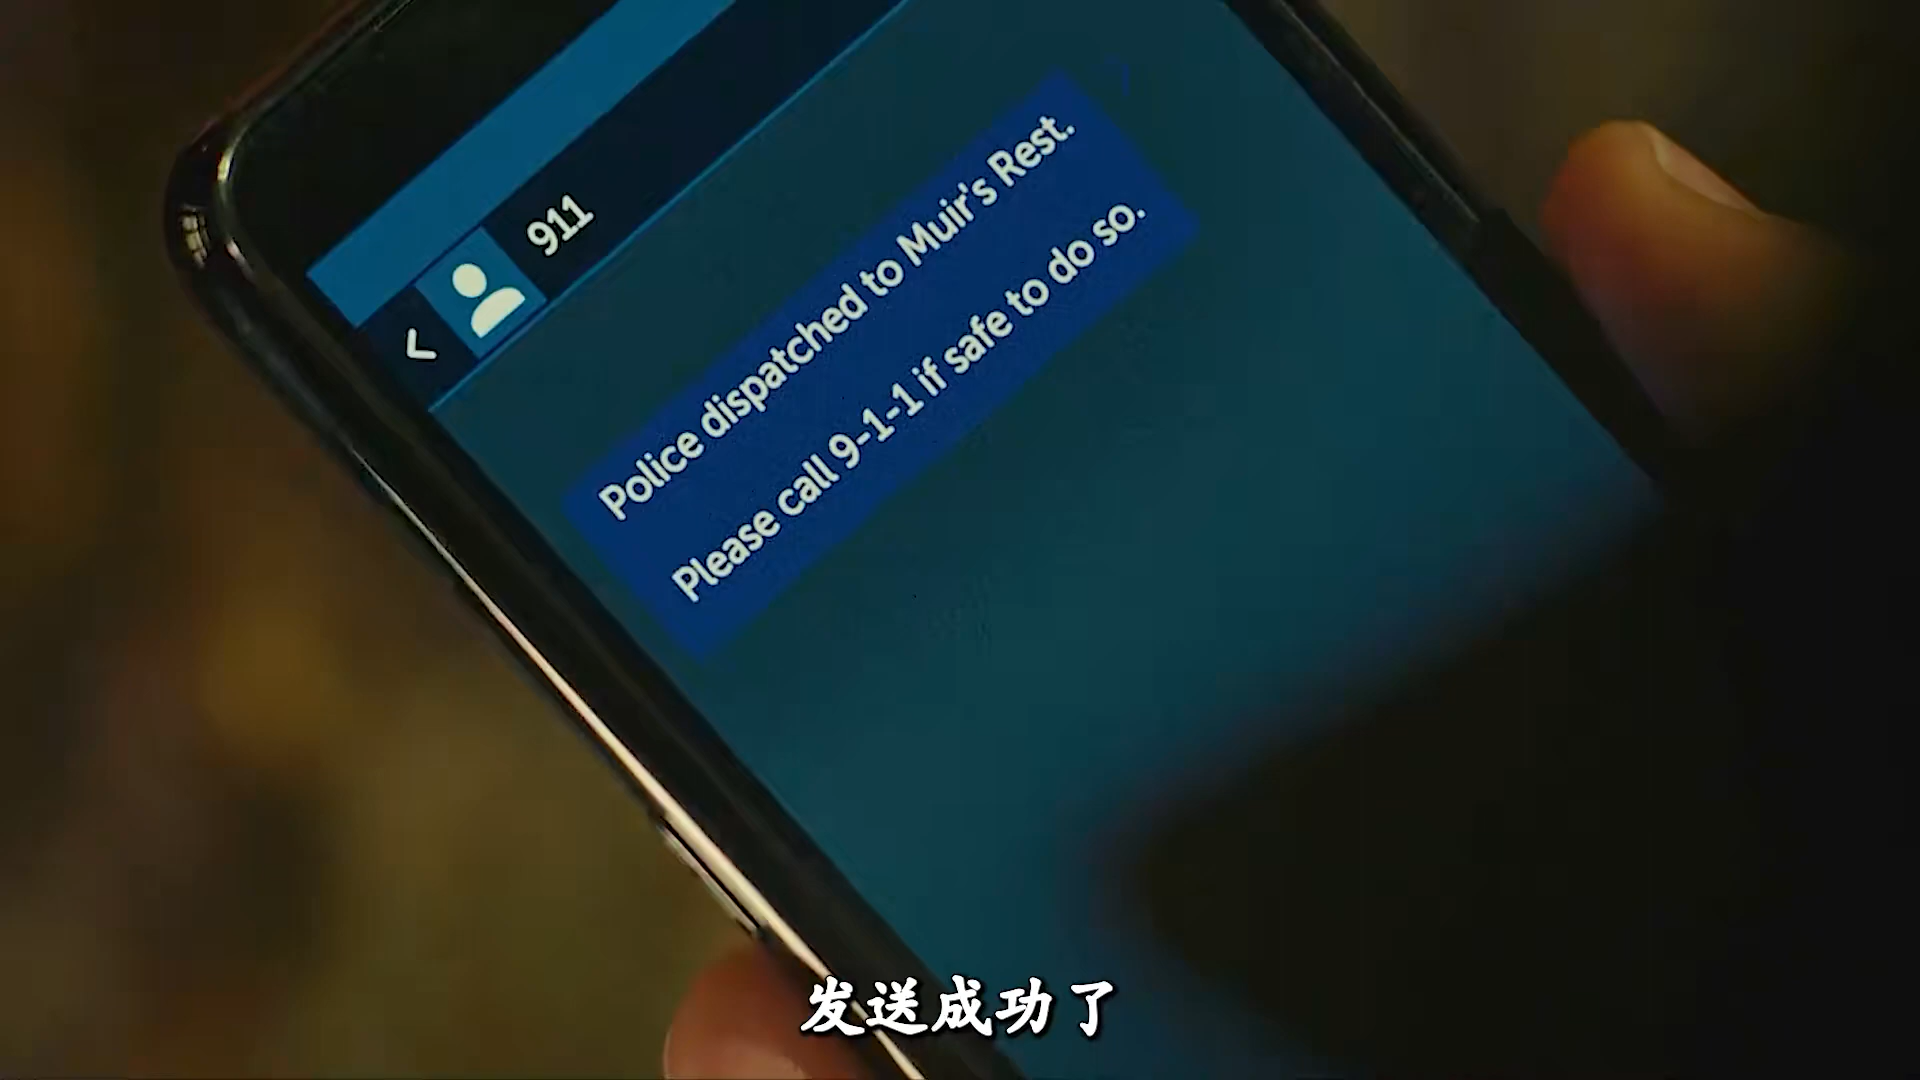 911
Police dispatched to Muir's Rest.
Please call 9-1-1 if safe to do so.
发送成功了